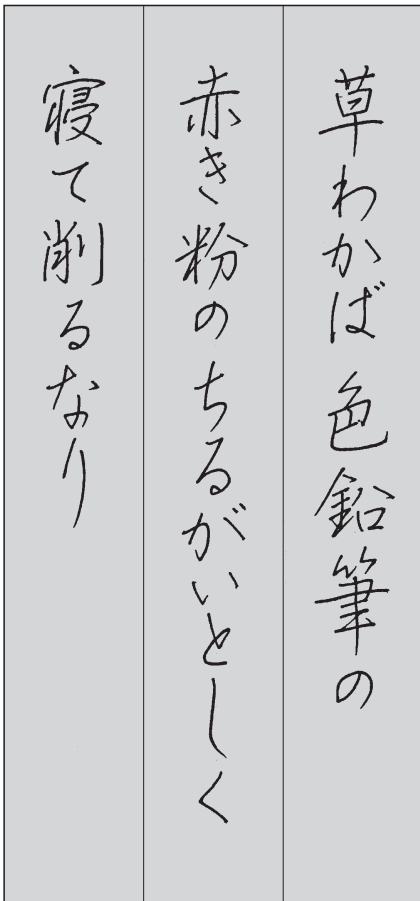 草わかば色鉛筆の
赤き粉のちるがいとしく
寝て削るなり